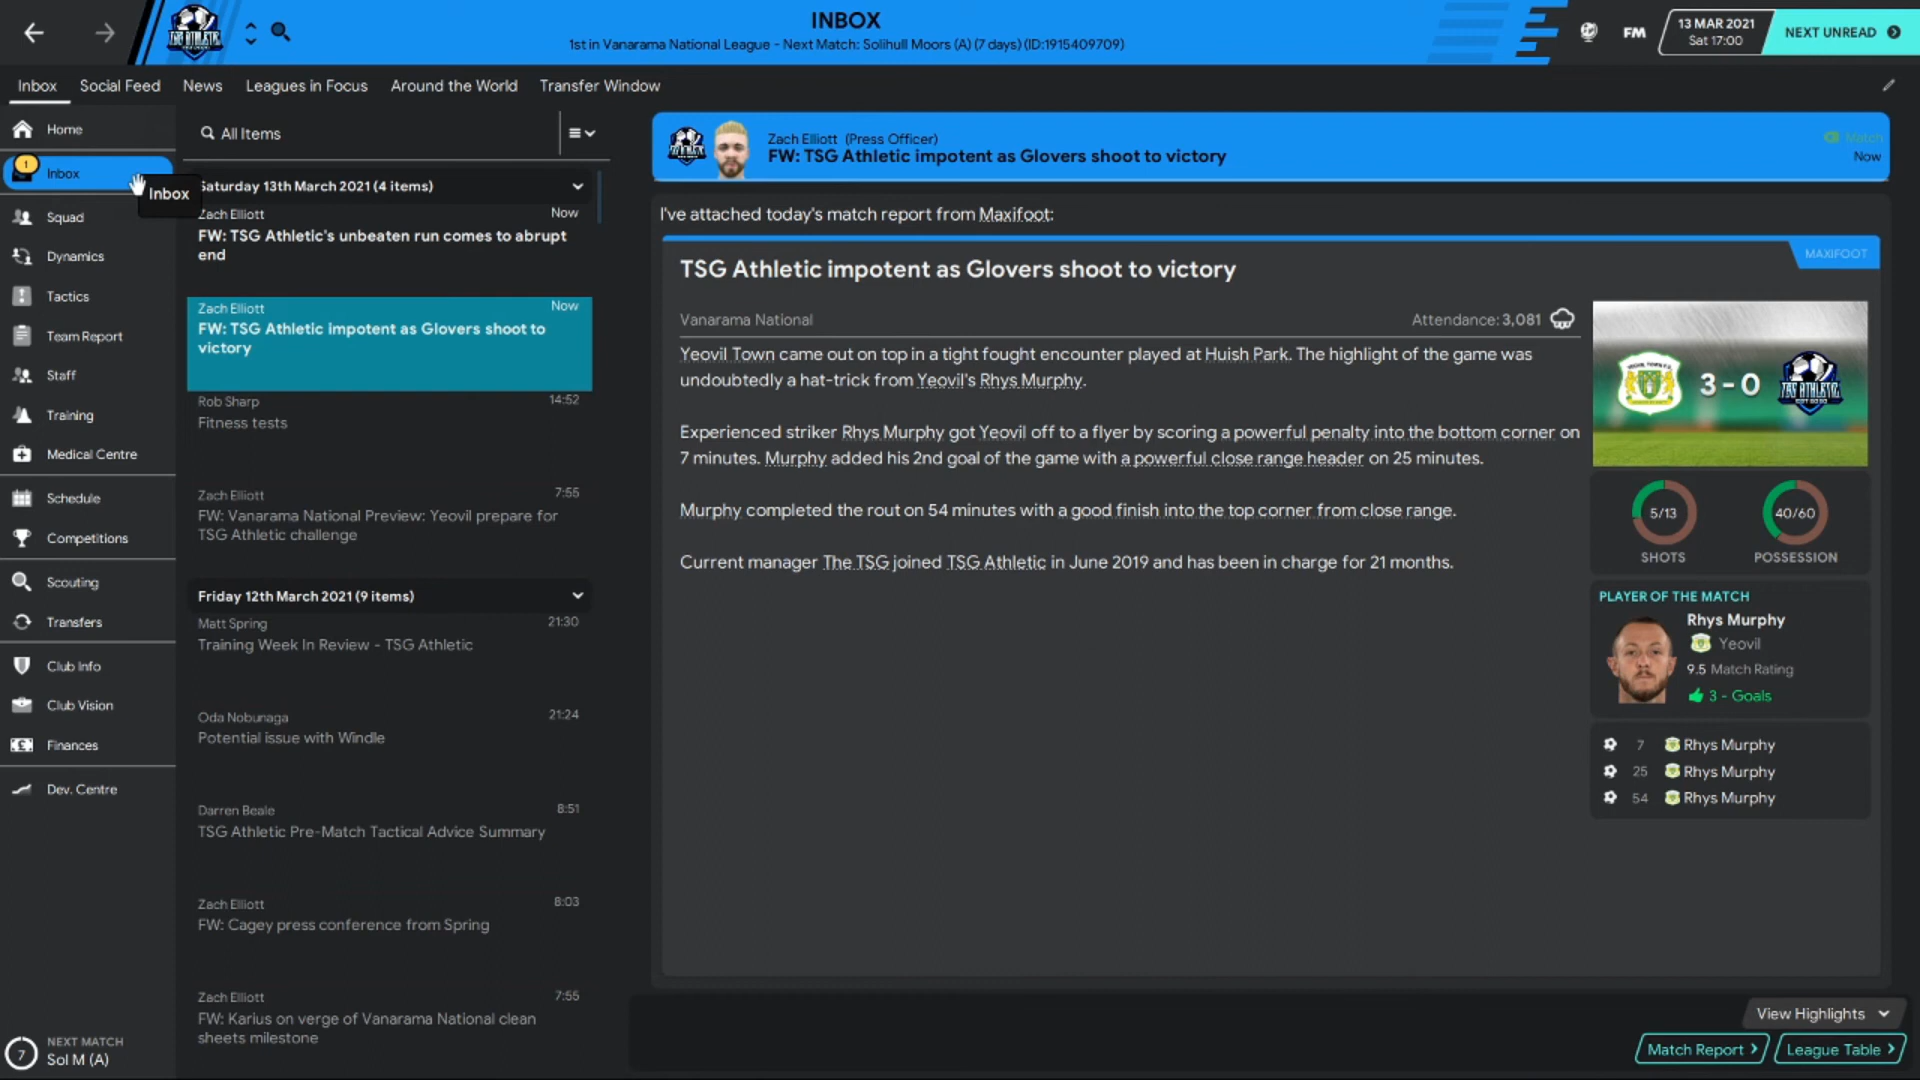 INBOX
1st in Vanarama National League - Next Match: Solihull Moors (A) (7 days) (ID:1915409709)
FM
13 MAR 2021
Sat 17:00
NEXT UNREAD
Inbox
Social Feed
News
Leagues in Focus
Around the World
Transfer Window
Home
1
Inbox
Inbox
Squad
Dynamics
Tactics
Team Report
Staff
Training
Medical Centre
Schedule
Competitions
Scouting
Transfers
Club Info
Club Vision
Finances
Dev. Centre
7
NEXT MATCH
Sol M (A)
All Items
Saturday 13th March 2021 (4 items)
Zach Elliott
Now
FW: TSG Athletic's unbeaten run comes to abrupt
end
Zach Elliott
Now
FW: TSG Athletic impotent as Glovers shoot to
victory
Rob Sharp
14:52
Fitness tests
Zach Elliott
7:55
FW: Vanarama National Preview: Yeovil prepare for
TSG Athletic challenge
Friday 12th March 2021 (9 items)
Matt Spring
21:30
Training Week In Review - TSG Athletic
Oda Nobunaga
21:24
Potential issue with Windle
Darren Beale
8:51
TSG Athletic Pre-Match Tactical Advice Summary
Zach Elliott
8:03
FW: Cagey press conference from Spring
Zach Elliott
7:55
FW: Karius on verge of Vanarama National clean
sheets milestone
Zach Elliott (Press Officer)
FW: TSG Athletic impotent as Glovers shoot to victory
Match
Now
I've attached today's match report from Maxifoot:
MAXIFOOT
TSG Athletic impotent as Glovers shoot to victory
Vanarama National
Attendance: 3,081
Yeovil Town came out on top in a tight fought encounter played at Huish Park. The highlight of the game was
undoubtedly a hat-trick from Yeovil's Rhys Murphy.
Experienced striker Rhys Murphy got Yeovil off to a flyer by scoring a powerful penalty into the bottom corner on
7 minutes. Murphy added his 2nd goal of the game with a powerful close range header on 25 minutes.
Murphy completed the rout on 54 minutes with a good finish into the top corner from close range.
Current manager The TSG joined TSG Athletic in June 2019 and has been in charge for 21 months.
3 - 0
TSG ATHLETIC
5/13
SHOTS
40/60
POSSESSION
PLAYER OF THE MATCH
Rhys Murphy
Yeovil
9.5 Match Rating
3 - Goals
7 Rhys Murphy
25 Rhys Murphy
54 Rhys Murphy
View Highlights
Match Report
League Table